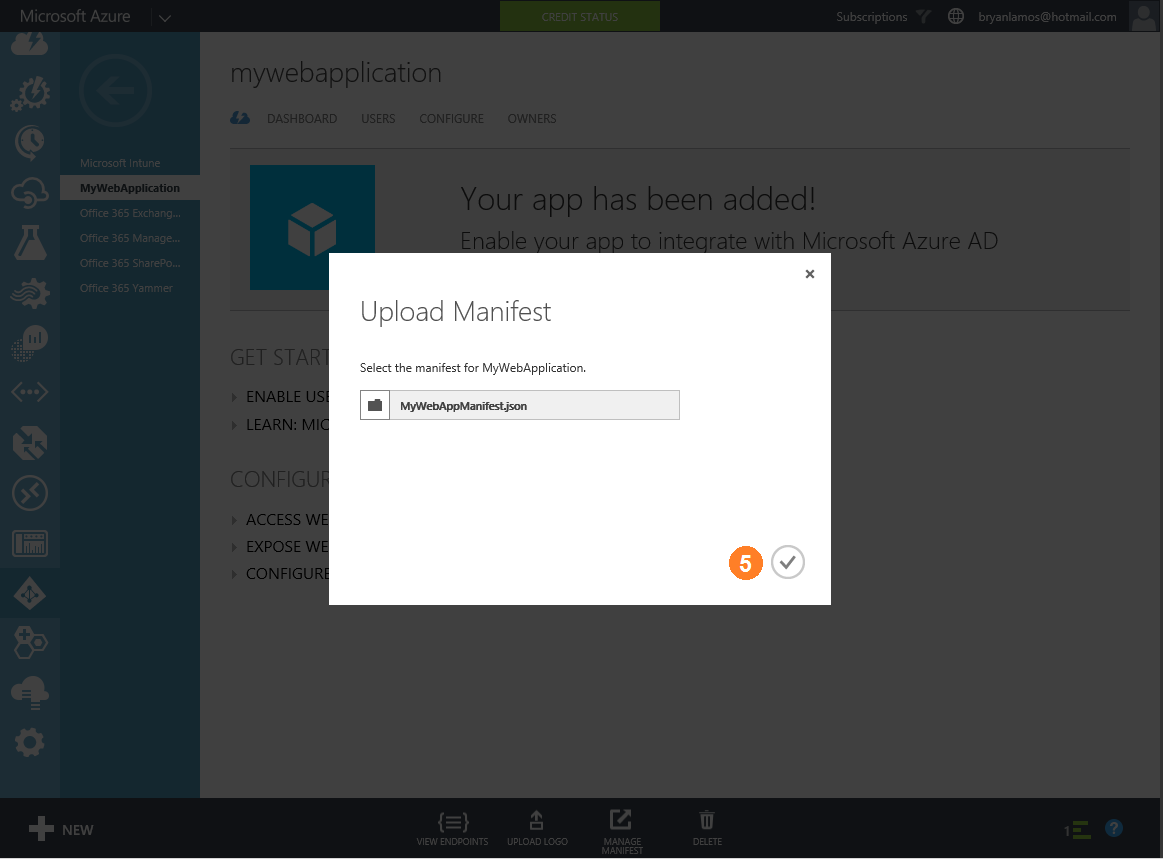 Microsoft Azure
CREDIT STATUS
Subscriptions
bryanlamos@hotmail.com
mywebapplication
DASHBOARD USERS CONFIGURE OWNERS
Microsoft Intune
MyWebApplication
Office 365 Exchang...
Office 365 Manage...
Office 365 SharePo...
Office 365 Yammer
Your app has been added!
Enable your app to integrate with Microsoft Azure AD
GET START
ENABLE USE
LEARN: MIC
CONFIGUR
ACCESS WE
EXPOSE WE
CONFIGURE
Upload Manifest
Select the manifest for MyWebApplication.
MyWebAppManifest.json
5
NEW
VIEW ENDPOINTS
UPLOAD LOGO
MANAGE
MANIFEST
DELETE
1
?